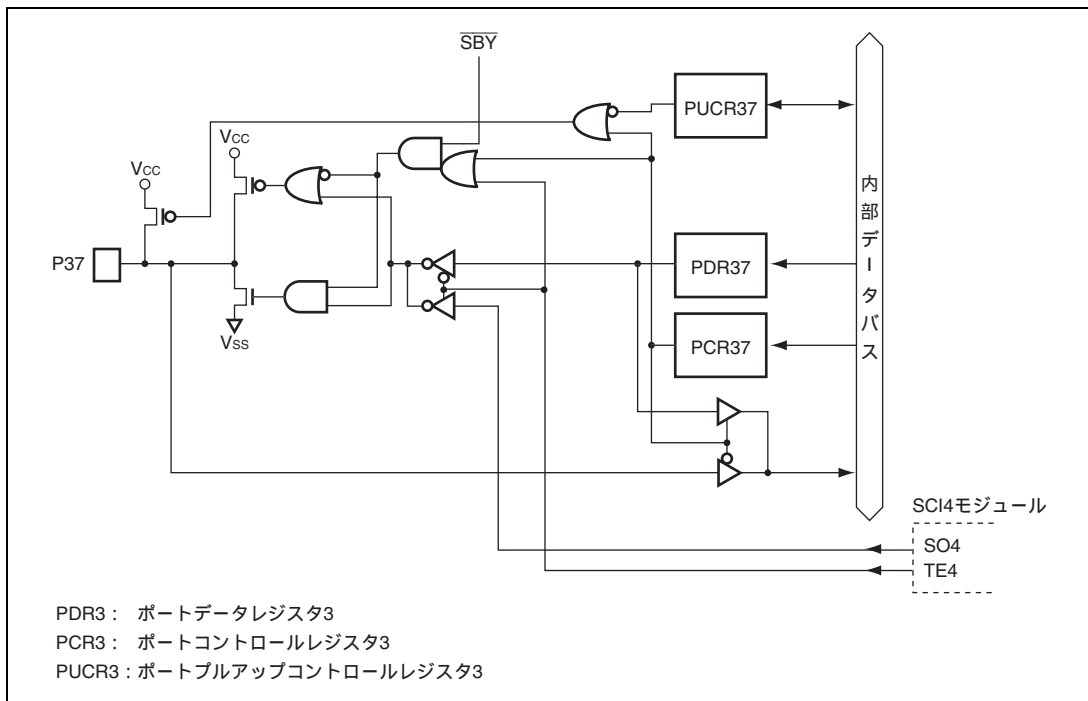 SBY
PUCR37
VCC
VCC
P37
PDR37
PCR37
VSS
内部データバス
SCI4モジュール
SO4
TE4
PDR3： ポートデータレジスタ3
PCR3： ポートコントロールレジスタ3
PUCR3：ポートプルアップコントロールレジスタ3